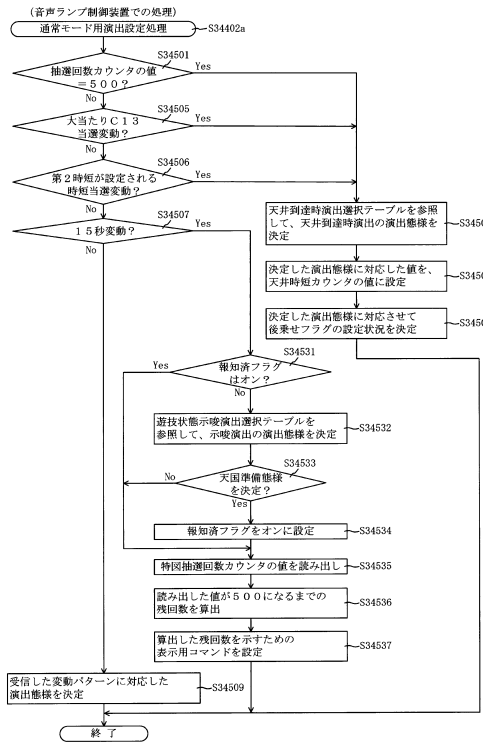 (音声ランプ制御装置での処理)
通常モード用演出設定処理
S34402a
抽選回数カウンタの値
=500?
S34501
Yes
No
大当たりC13
当選変動?
S34505
Yes
No
第2時短が設定される
時短当選変動?
S34506
Yes
No
15秒変動?
S34507
Yes
No
天井到達時演出選択テーブルを参照
して、天井到達時演出の演出態様を
決定
決定した演出態様に対応した値を、
天井時短カウンタの値に設定
決定した演出態様に対応させて
後乗せフラグの設定状況を決定
報知済フラグ
はオン?
S34531
Yes
No
遊技状態示唆演出選択テーブルを
参照して、示唆演出の演出態様を決定
S34532
天国準備態様
を決定?
S34533
No
Yes
報知済フラグをオンに設定
S34534
特図抽選回数カウンタの値を読み出し
S34535
読み出した値が500になるまでの
残回数を算出
S34536
算出した残回数を示すための
表示用コマンドを設定
S34537
受信した変動パターンに対応した
演出態様を決定
S34509
終了